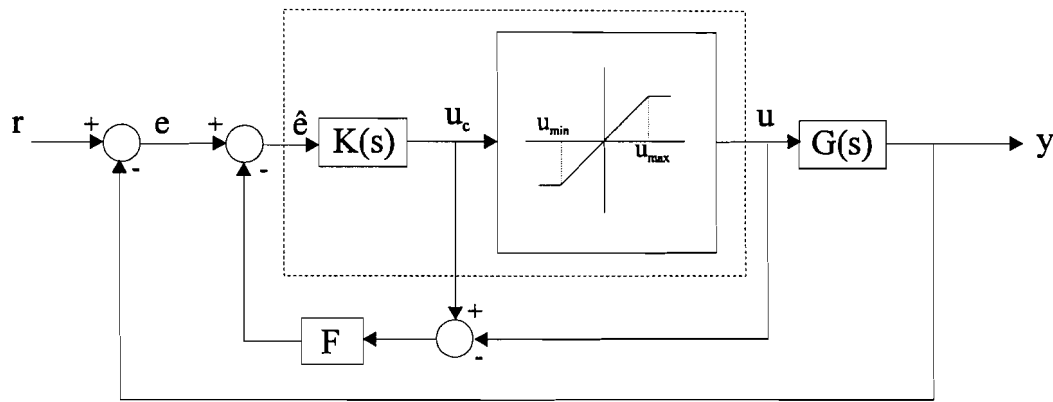 r
+
-
e
+
-
ê
K(s)
u_c
u_min
u_max
u
G(s)
y
F
+
-